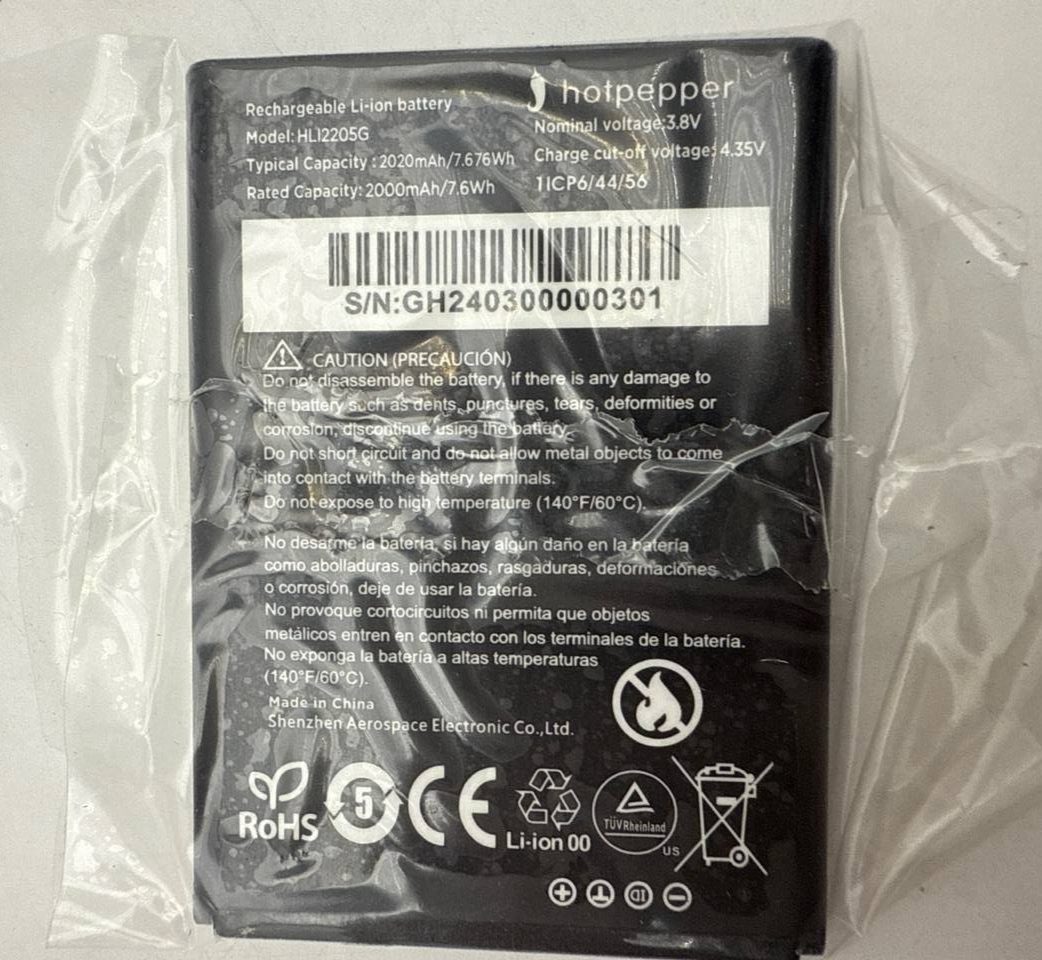 hotpepper
Rechargeable Li-ion battery
Model: HLI2205G
Typical Capacity : 2020mAh/7.676Wh
Rated Capacity: 2000mAh/7.6Wh
Nominal voltage:3.8V
Charge cut-off voltage: 4.35V
1ICP6/44/56
S/N:GH240300000301
CAUTION (PRECAUCIÓN)
Do not disassemble the battery, if there is any damage to
the battery such as dents, punctures, tears, deformities or
corrosion, discontinue using the battery.
Do not short circuit and do not allow metal objects to come
into contact with the battery terminals.
Do not expose to high temperature (140°F/60°C).
No desarme la batería, si hay algún daño en la batería
como abolladuras, pinchazos, rasgaduras, deformaciones
o corrosión, deje de usar la batería.
No provoque cortocircuitos ni permita que objetos
metálicos entren en contacto con los terminales de la batería.
No exponga la batería a altas temperaturas
(140°F/60°C).
Made in China
Shenzhen Aerospace Electronic Co.,Ltd.
RoHS
5
CE
Li-ion 00
TÜVRheinland
US
+ T ID −